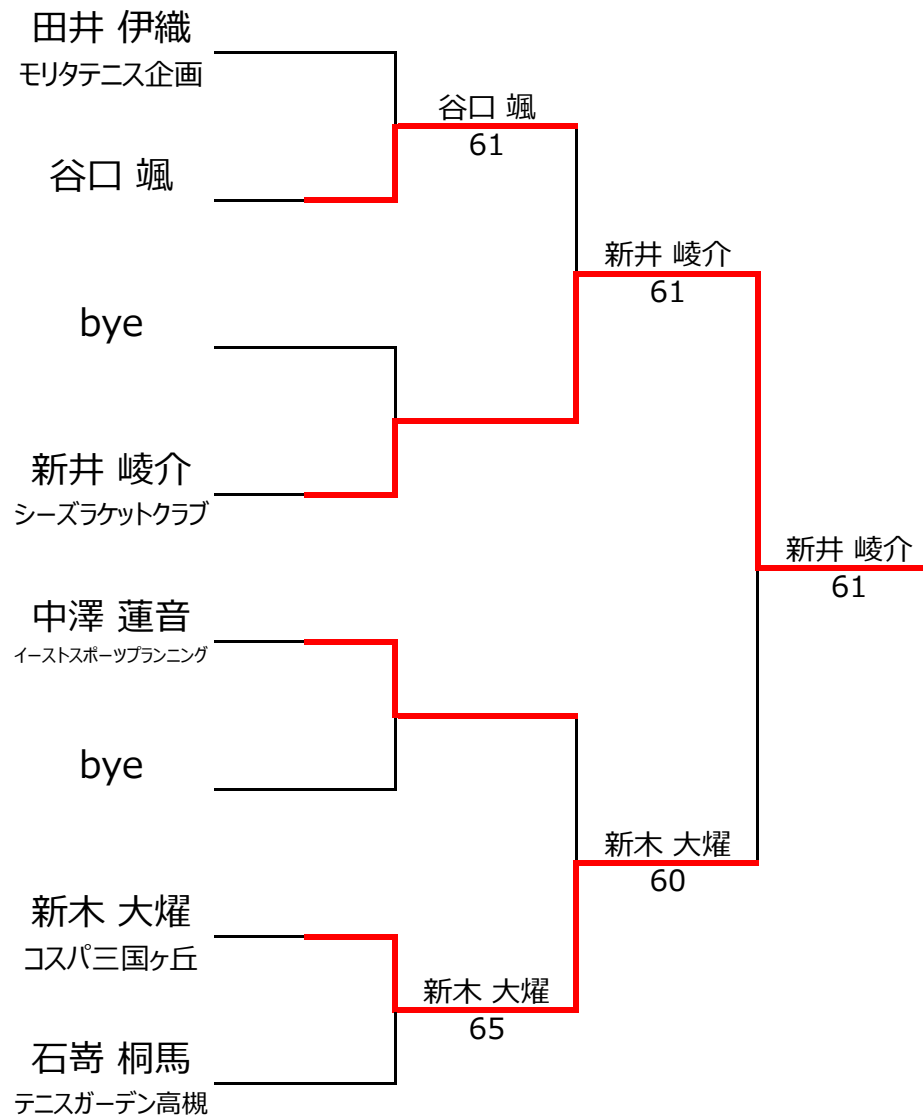 田井 伊織
モリタテニス企画
谷口 颯
61
谷口 颯
新井 崚介
61
bye
新井 崚介
シーズラケットクラブ
新井 崚介
61
中澤 蓮音
イーストスポーツプランニング
bye
新木 大燿
60
新木 大燿
コスパ三国ヶ丘
新木 大燿
65
石嵜 桐馬
テニスガーデン高槻